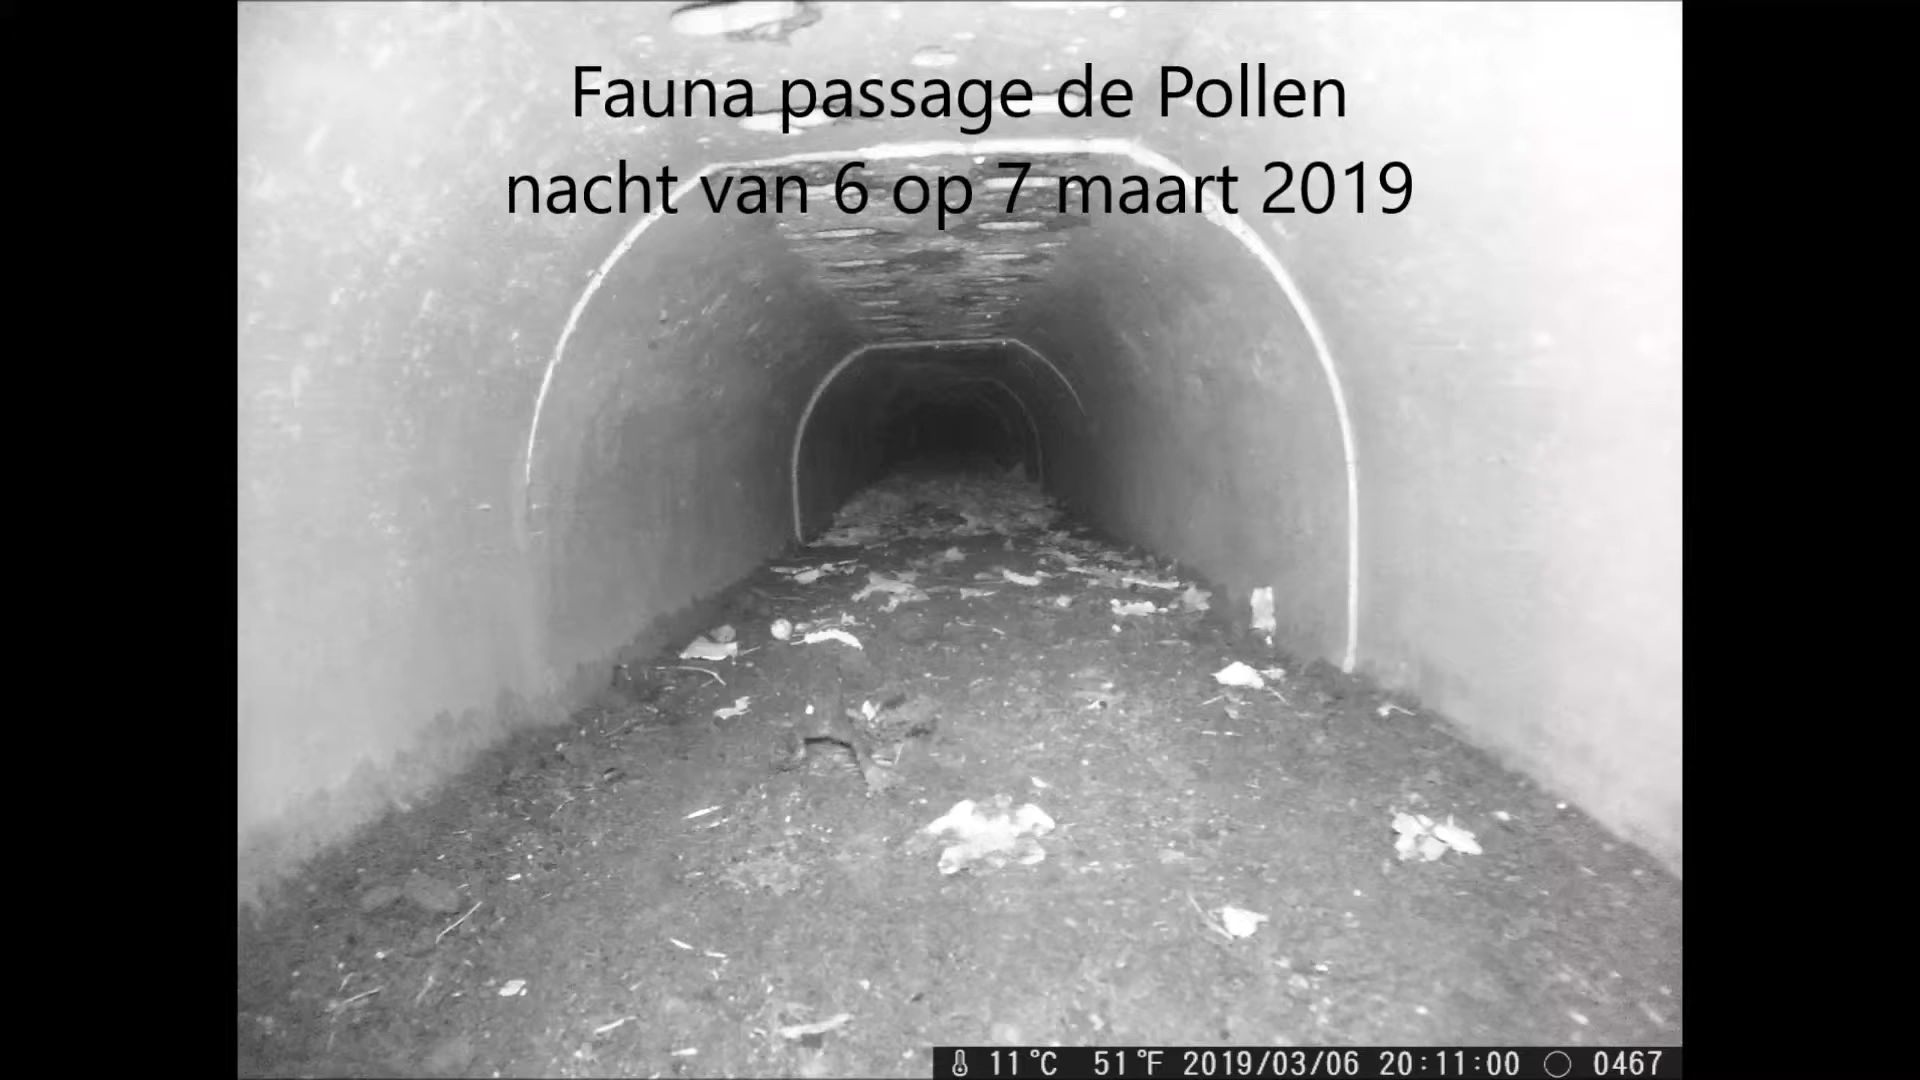 Fauna passage de Pollen
nacht van 6 op 7 maart 2019
11°C 51°F 2019/03/06 20:11:00 0467